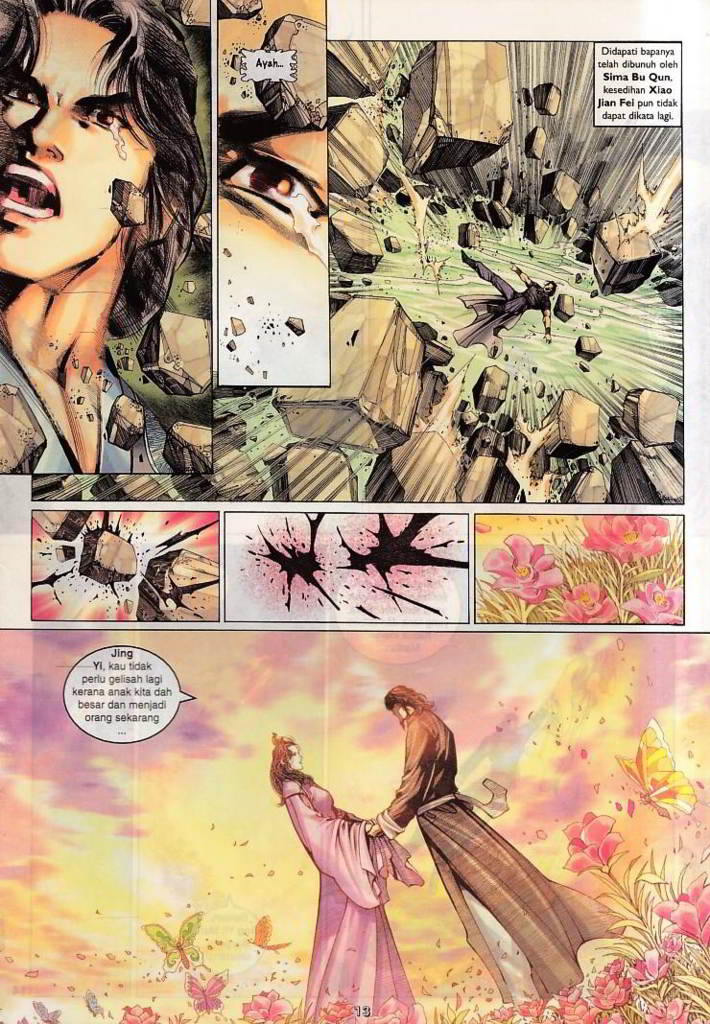 Ayah...
Didapati bapanya
telah dibunuh oleh
Sima Bu Qun,
kesedihan Xiao
Jian Fei pun tidak
dapat dikata lagi.
Jing
Yi, kau tidak
perlu gelisah lagi
kerana anak kita dah
besar dan menjadi
orang sekarang
...
13